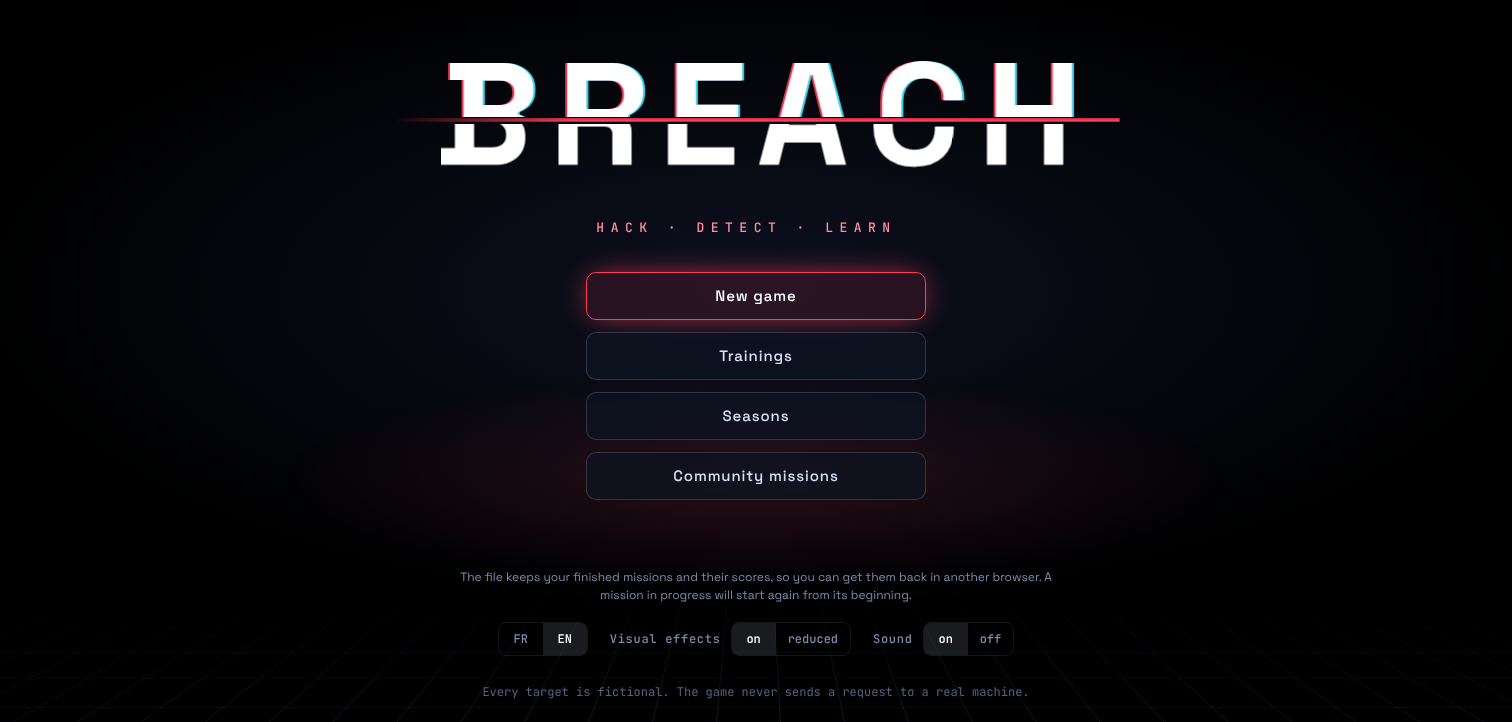 BREACH
HACK · DETECT · LEARN
New game
Trainings
Seasons
Community missions
The file keeps your finished missions and their scores, so you can get them back in another browser. A
mission in progress will start again from its beginning.
FR EN Visual effects on reduced Sound on off
Every target is fictional. The game never sends a request to a real machine.